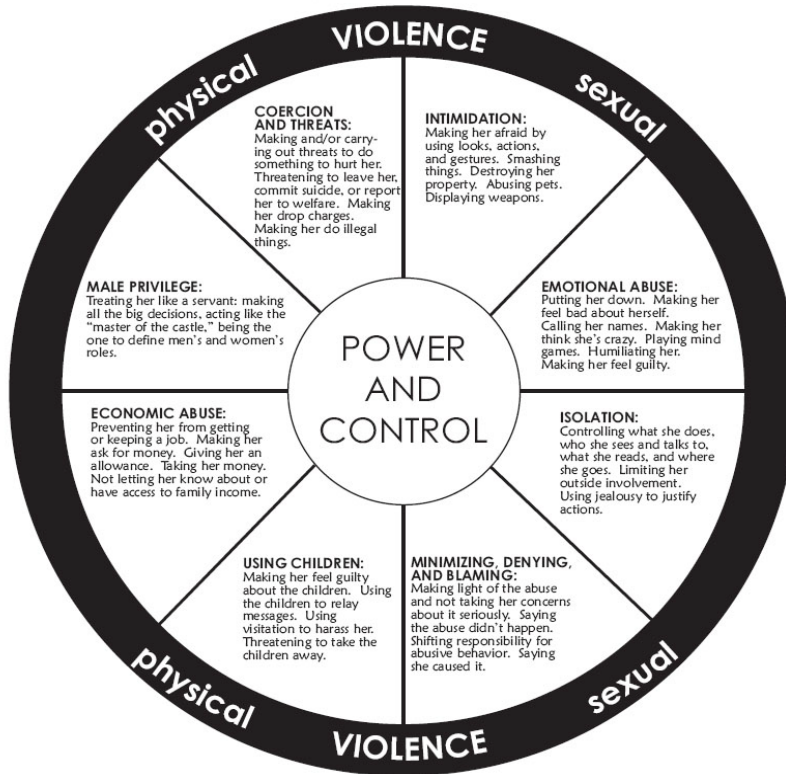 physical VIOLENCE sexual
COERCION
AND THREATS:
Making and/or carry-
ing out threats to do
something to hurt her.
Threatening to leave her,
commit suicide, or report
her to welfare. Making
her drop charges.
Making her do illegal
things.
INTIMIDATION:
Making her afraid by
using looks, actions,
and gestures. Smashing
things. Destroying her
property. Abusing pets.
Displaying weapons.
MALE PRIVILEGE:
Treating her like a servant: making
all the big decisions, acting like the
“master of the castle,” being the
one to define men’s and women’s
roles.
EMOTIONAL ABUSE:
Putting her down. Making her
feel bad about herself.
Calling her names. Making her
think she’s crazy. Playing mind
games. Humiliating her.
Making her feel guilty.
POWER
AND
CONTROL
ECONOMIC ABUSE:
Preventing her from getting
or keeping a job. Making her
ask for money. Giving her an
allowance. Taking her money.
Not letting her know about or
have access to family income.
ISOLATION:
Controlling what she does,
who she sees and talks to,
what she reads, and where
she goes. Limiting her
outside involvement.
Using jealousy to justify
actions.
USING CHILDREN:
Making her feel guilty
about the children. Using
the children to relay
messages. Using
visitation to harass her.
Threatening to take the
children away.
MINIMIZING, DENYING,
AND BLAMING:
Making light of the abuse
and not taking her concerns
about it seriously. Saying
the abuse didn’t happen.
Shifting responsibility for
abusive behavior. Saying
she caused it.
physical VIOLENCE sexual